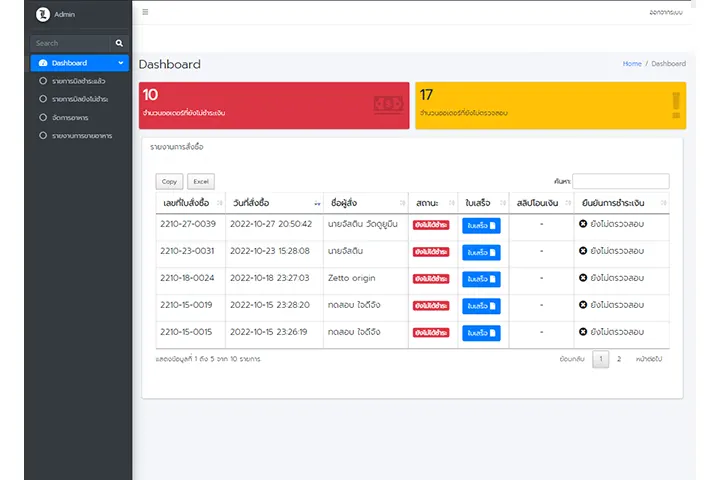 Admin
ออกจากระบบ
Search
Dashboard
รายการบิลชำระแล้ว
รายการบิลยังไม่ชำระ
จัดการอาหาร
รายงานการขายอาหาร
Dashboard
Home / Dashboard
10
จำนวนออเดอร์ที่ยังไม่ชำระเงิน
17
จำนวนออเดอร์ที่ยังไม่ตรวจสอบ
รายงานการสั่งซื้อ
Copy Excel ค้นหา:
เลขที่ใบสั่งซื้อ วันที่สั่งซื้อ ชื่อผู้สั่ง สถานะ ใบเสร็จ สลิปโอนเงิน ยืนยันการชำระเงิน
2210-27-0039 2022-10-27 20:50:42 นายอัสติน วัดดูยูมีน ยังไม่ได้ชำระ ใบเสร็จ - ยังไม่ตรวจสอบ
2210-23-0031 2022-10-23 15:28:08 นายอัสติน ยังไม่ได้ชำระ ใบเสร็จ - ยังไม่ตรวจสอบ
2210-18-0024 2022-10-18 23:27:03 Zetto origin ยังไม่ได้ชำระ ใบเสร็จ - ยังไม่ตรวจสอบ
2210-15-0019 2022-10-15 23:28:20 ทดสอบ ใจดีจัง ยังไม่ได้ชำระ ใบเสร็จ - ยังไม่ตรวจสอบ
2210-15-0015 2022-10-15 23:26:19 ทดสอบ ใจดีจัง ยังไม่ได้ชำระ ใบเสร็จ - ยังไม่ตรวจสอบ
แสดงข้อมูลที่ 1 ถึง 5 จาก 10 รายการ ย้อนกลับ 1 2 หน้าต่อไป